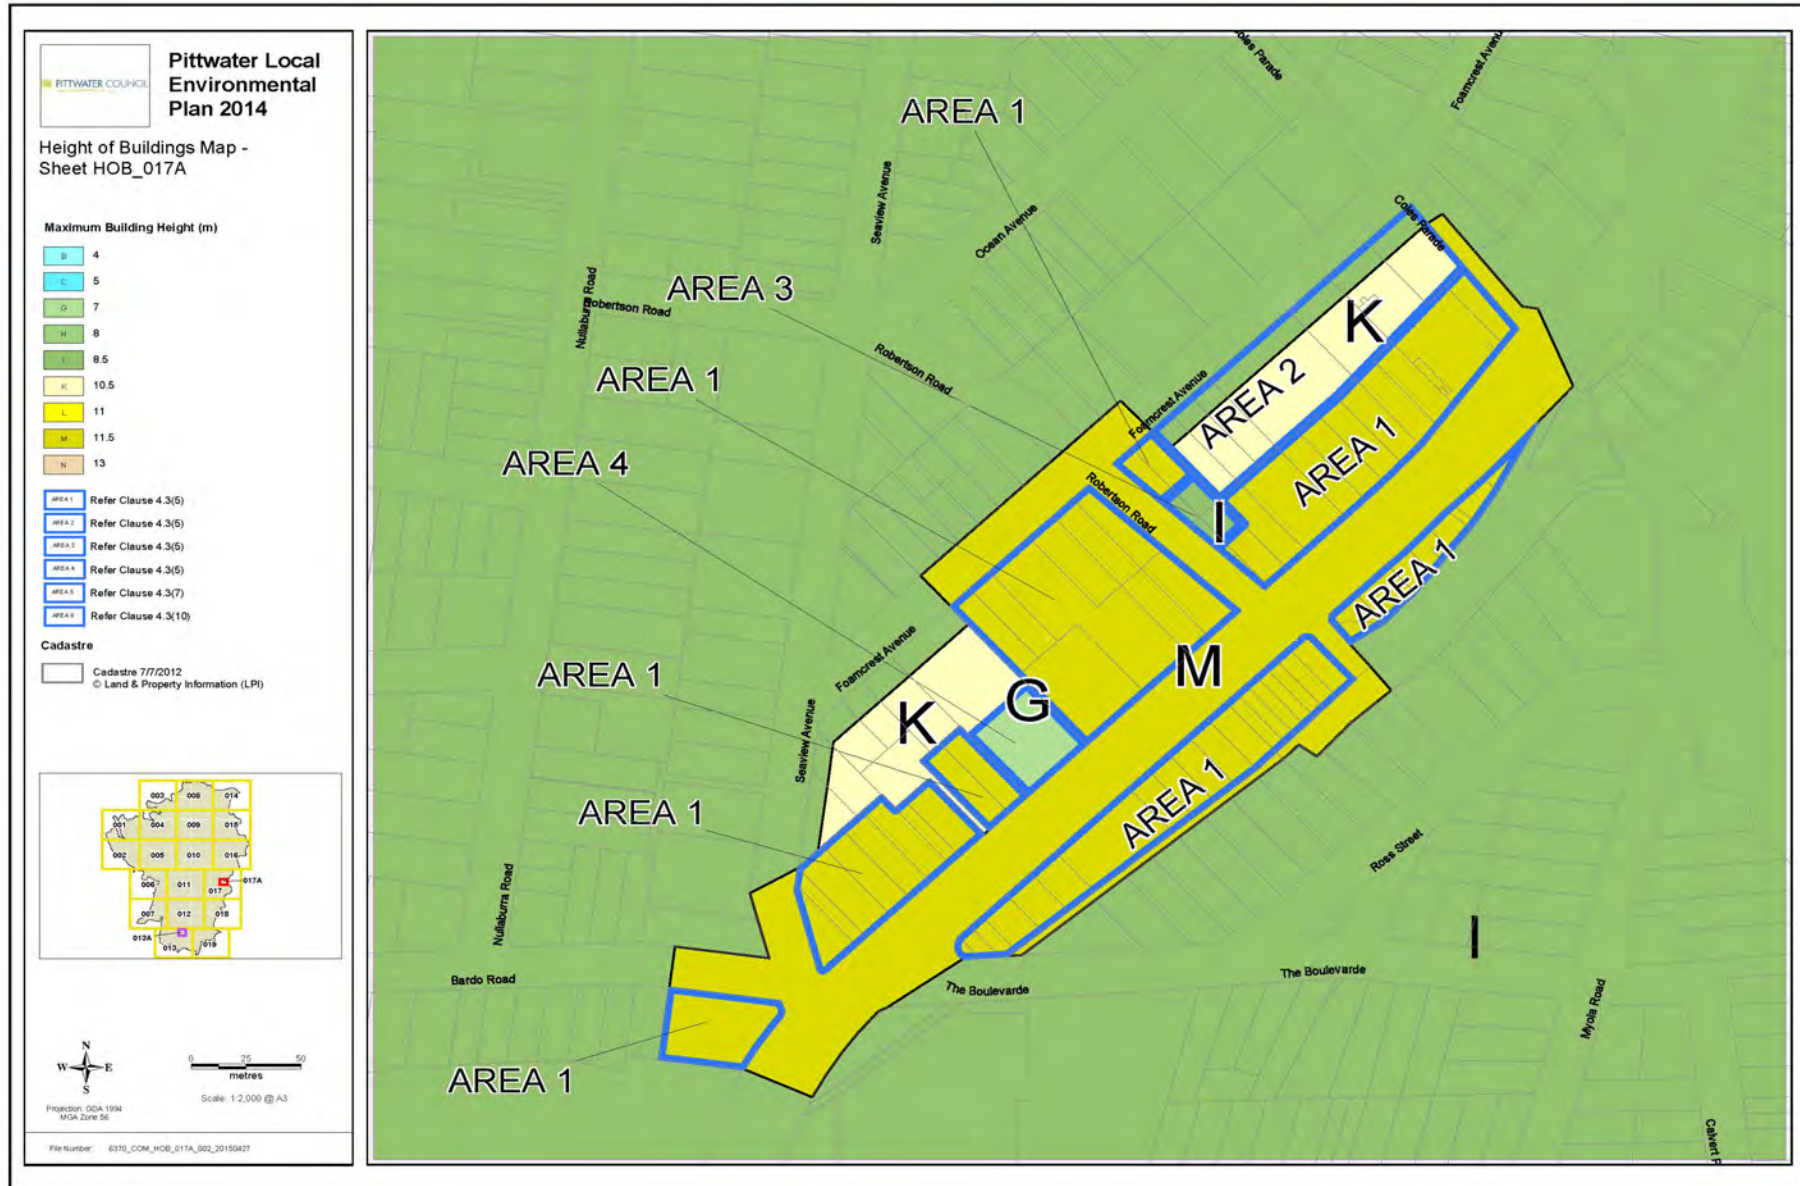 PITTWATER COUNCIL
Pittwater Local
Environmental
Plan 2014
Height of Buildings Map -
Sheet HOB_017A
Maximum Building Height (m)
B 4
C 5
G 7
H 8
I 8.5
K 10.5
L 11
M 11.5
N 13
AREA 1 Refer Clause 4.3(5)
AREA 2 Refer Clause 4.3(5)
AREA 3 Refer Clause 4.3(5)
AREA 4 Refer Clause 4.3(5)
AREA 5 Refer Clause 4.3(7)
AREA 6 Refer Clause 4.3(10)
Cadastre
Cadastre 7/7/2012
© Land & Property Information (LPI)
003 008 014
001 004 009 015
002 005 010 016
006 011 017 017A
007 012 018
013A 013 019
N
W E
S
0 25 50
metres
Projection: GDA 1994
MGA Zone 56
Scale: 1:2,000 @ A3
File Number: 6370_COM_HOB_017A_002_20150427
Coles Parade
Foamcrest Avenue
AREA 1
Seaview Avenue
Ocean Avenue
Coles Parade
Nullaburra Road
Robertson Road
AREA 3
K
Robertson Road
AREA 1
Foamcrest Avenue
AREA 2
AREA 1
AREA 4
Robertson Road
I
AREA 1
Foamcrest Avenue
AREA 1
M
G
K
Seaview Avenue
AREA 1
AREA 1
Ross Street
Nullaburra Road
I
Bardo Road
The Boulevarde
The Boulevarde
Myola Road
AREA 1
Calvert P